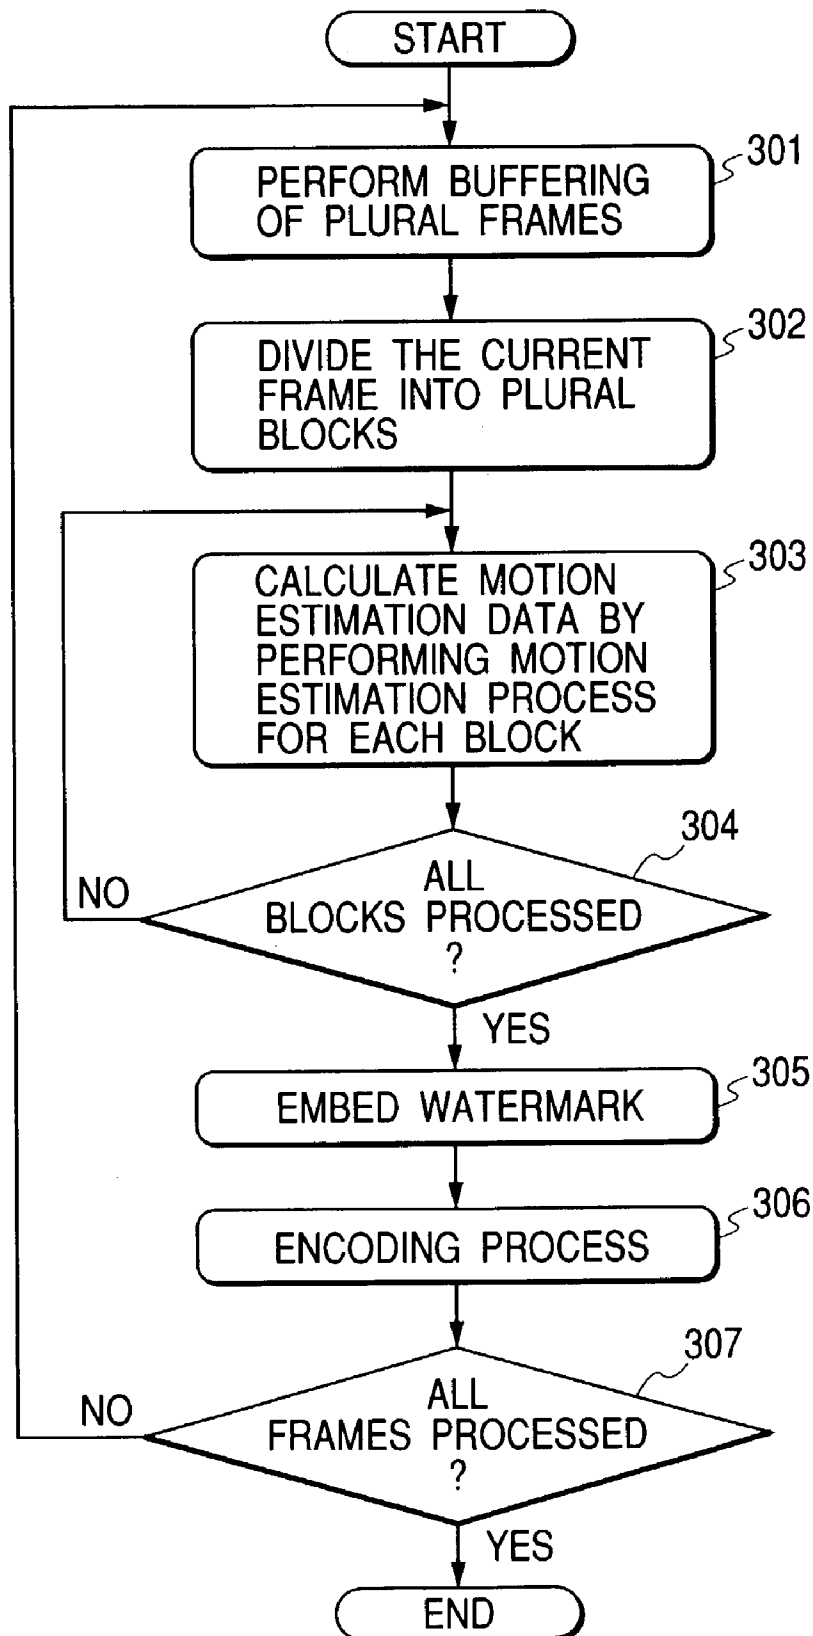 START
301
PERFORM BUFFERING
OF PLURAL FRAMES
302
DIVIDE THE CURRENT
FRAME INTO PLURAL
BLOCKS
303
CALCULATE MOTION
ESTIMATION DATA BY
PERFORMING MOTION
ESTIMATION PROCESS
FOR EACH BLOCK
304
ALL
BLOCKS PROCESSED
?
NO
YES
305
EMBED WATERMARK
306
ENCODING PROCESS
307
ALL
FRAMES PROCESSED
?
NO
YES
END